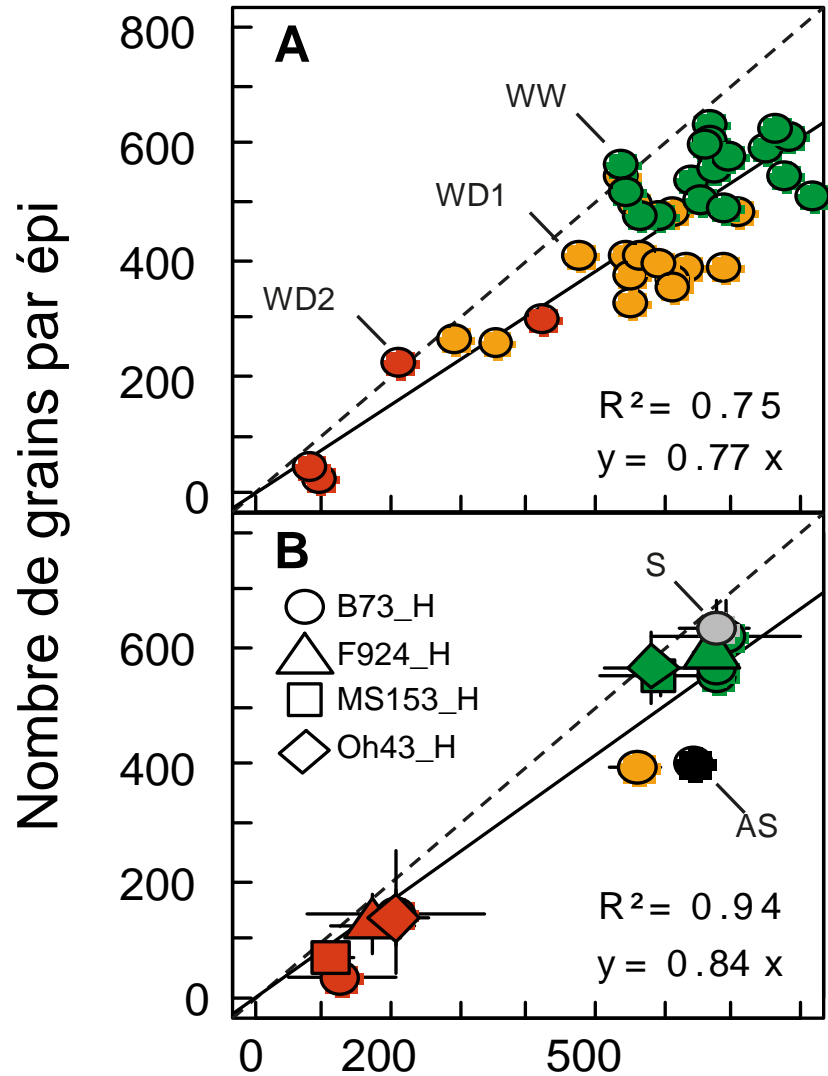 Nombre de grains par épi
800
600
400
200
0
A
WW
WD1
WD2
R²= 0.75
y = 0.77 x
B
B73_H
F924_H
MS153_H
Oh43_H
S
AS
600
400
200
0
R²= 0.94
y = 0.84 x
0 200 500